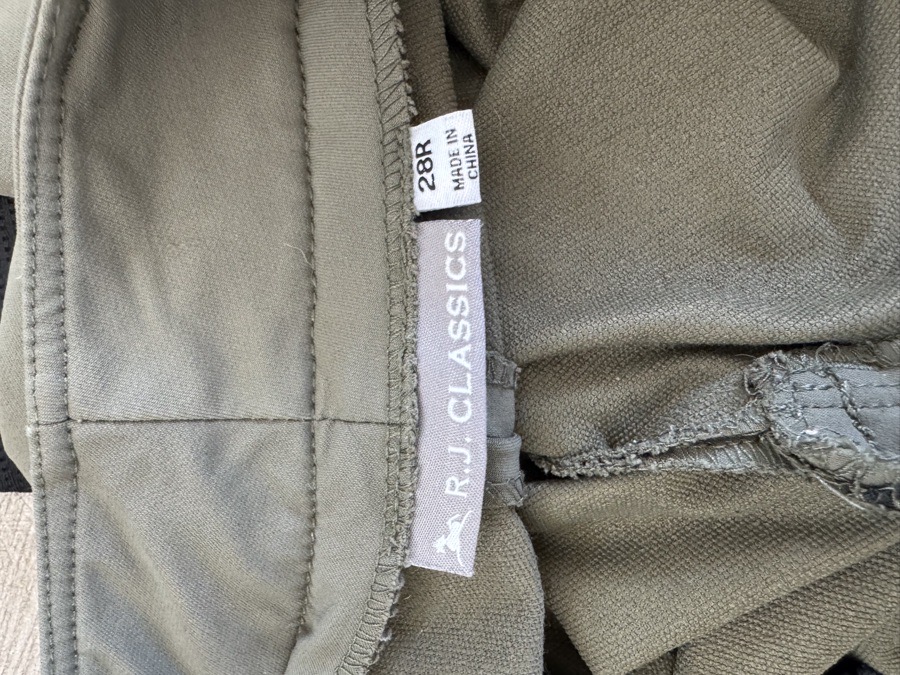 28R
MADE IN
CHINA
R.J. CLASSICS